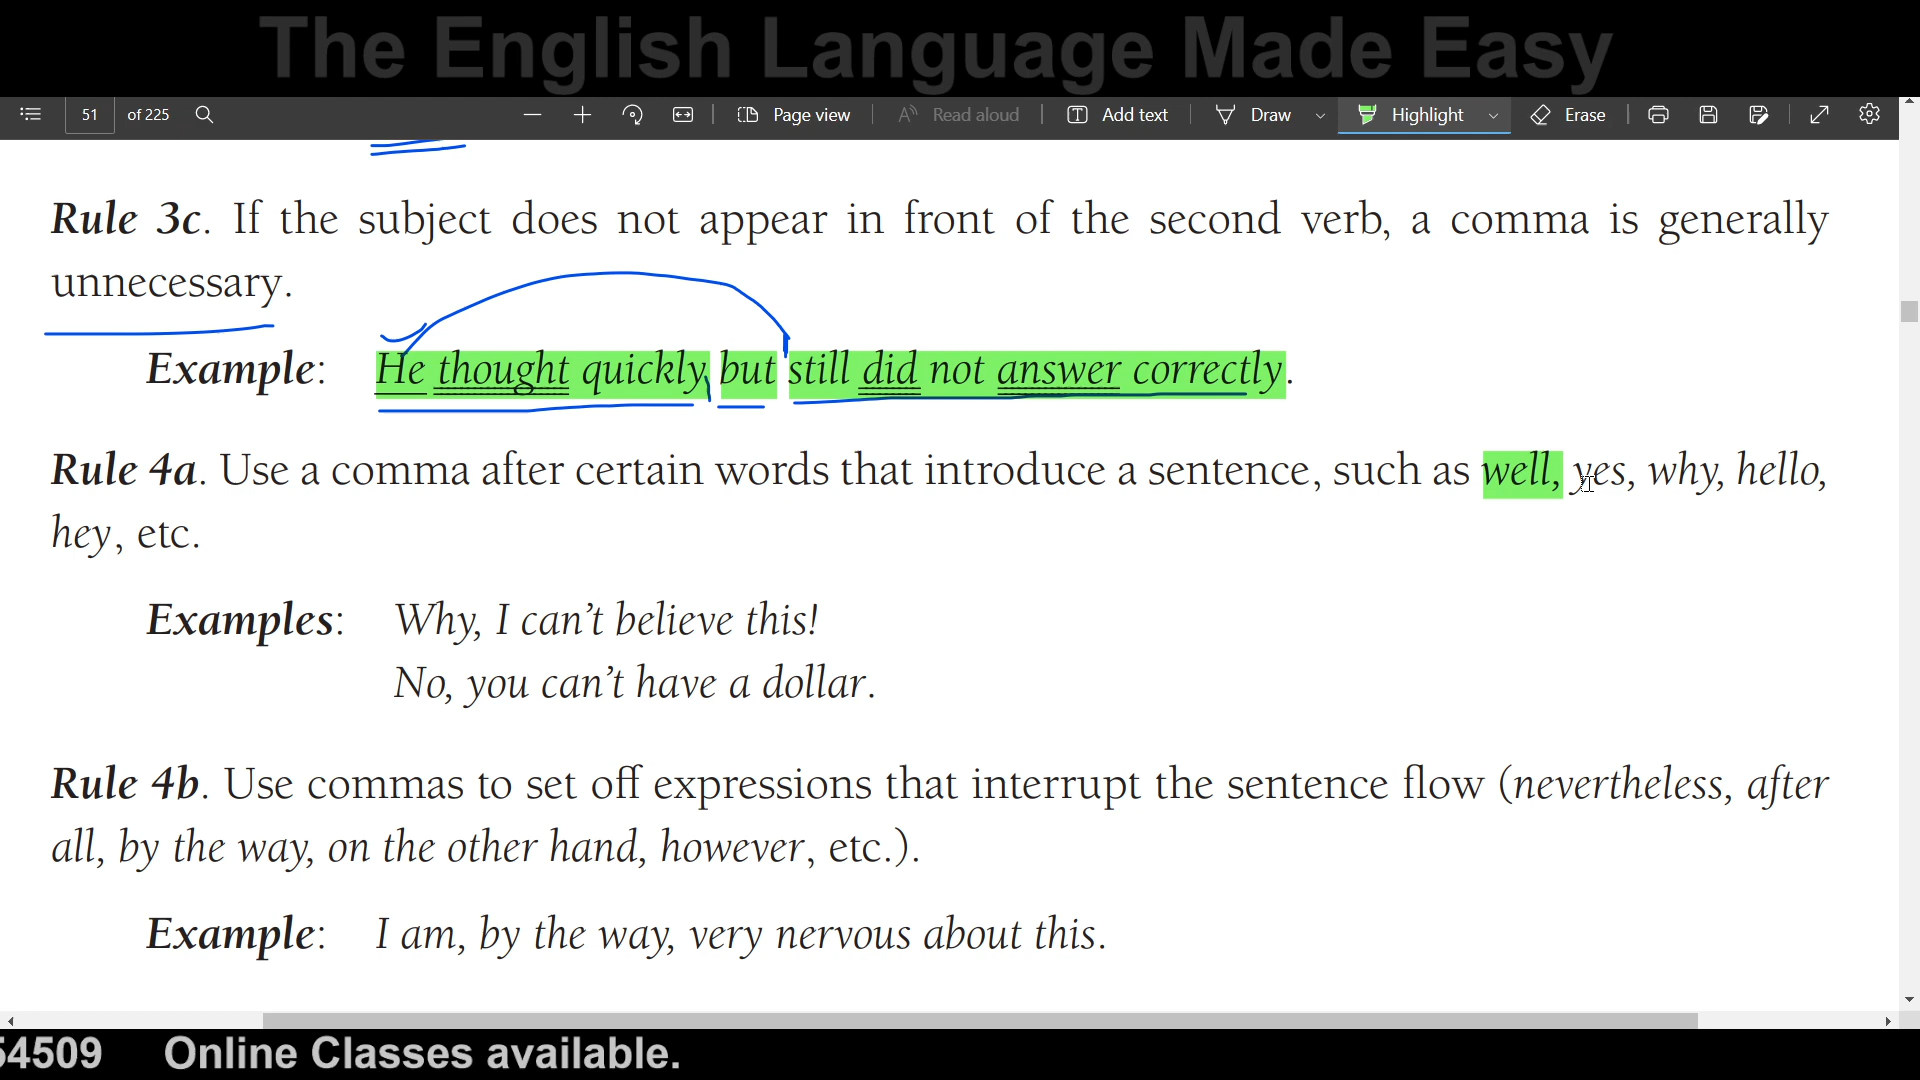 The English Language Made Easy
51 of 225 Page view Read aloud Add text Draw Highlight Erase
Rule 3c. If the subject does not appear in front of the second verb, a comma is generally
unnecessary.
Example: He thought quickly, but still did not answer correctly.
Rule 4a. Use a comma after certain words that introduce a sentence, such as well, yes, why, hello,
hey, etc.
Examples: Why, I can’t believe this!
No, you can’t have a dollar.
Rule 4b. Use commas to set off expressions that interrupt the sentence flow (nevertheless, after
all, by the way, on the other hand, however, etc.).
Example: I am, by the way, very nervous about this.
54509 Online Classes available.